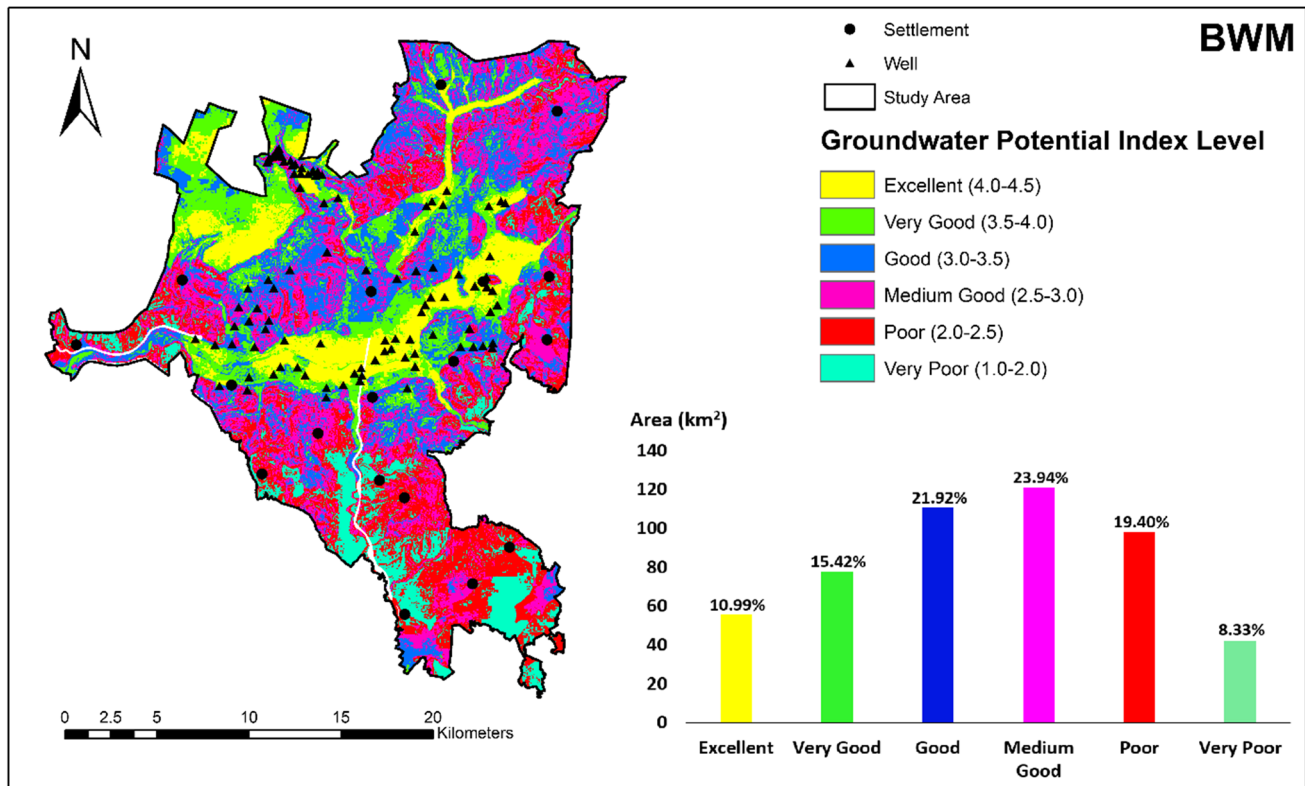 BWM
N
Settlement
Well
Study Area
Groundwater Potential Index Level
Excellent (4.0-4.5)
Very Good (3.5-4.0)
Good (3.0-3.5)
Medium Good (2.5-3.0)
Poor (2.0-2.5)
Very Poor (1.0-2.0)
0 2.5 5 10 15 20
Kilometers
Area (km²)
140
120
100
80
60
40
20
0
10.99%
15.42%
21.92%
23.94%
19.40%
8.33%
Excellent
Very Good
Good
Medium
Good
Poor
Very Poor